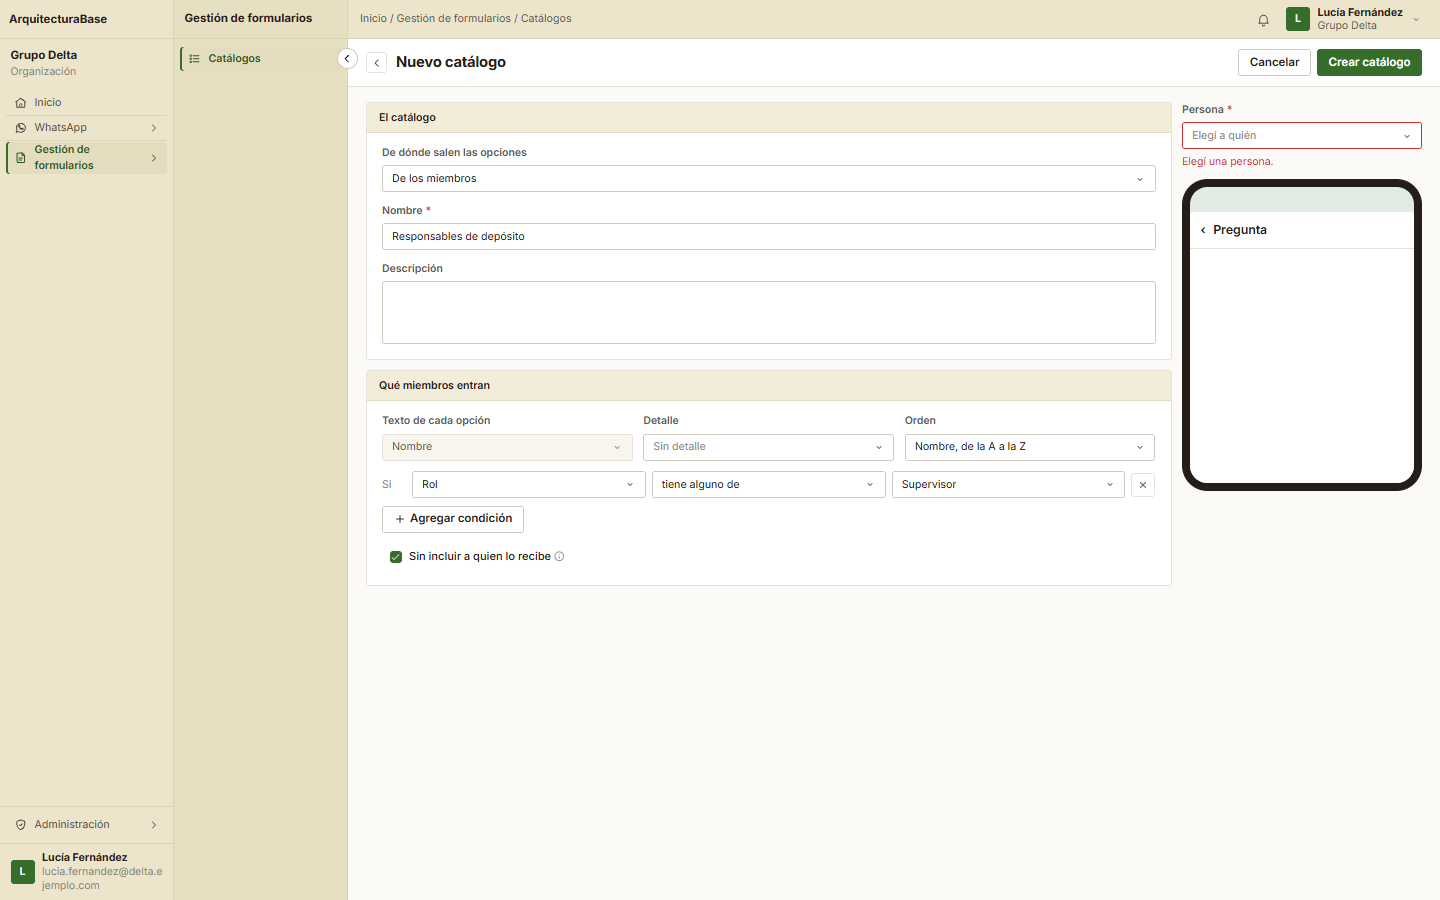 ArquitecturaBase
Grupo Delta
Organización
Inicio
WhatsApp
Gestión de
formularios
Administración
Lucía Fernández
L
lucia.fernandez@delta.e
jemplo.com
Gestión de formularios
Catálogos
Inicio / Gestión de formularios / Catálogos
L
Lucía Fernández
Grupo Delta
Nuevo catálogo
Cancelar
Crear catálogo
El catálogo
De dónde salen las opciones
De los miembros
Nombre *
Responsables de depósito
Descripción
Qué miembros entran
Texto de cada opción
Detalle
Orden
Nombre
Sin detalle
Nombre, de la A a la Z
Si
Rol
tiene alguno de
Supervisor
Agregar condición
Sin incluir a quien lo recibe
Persona *
Elegí a quién
Elegí una persona.
Pregunta